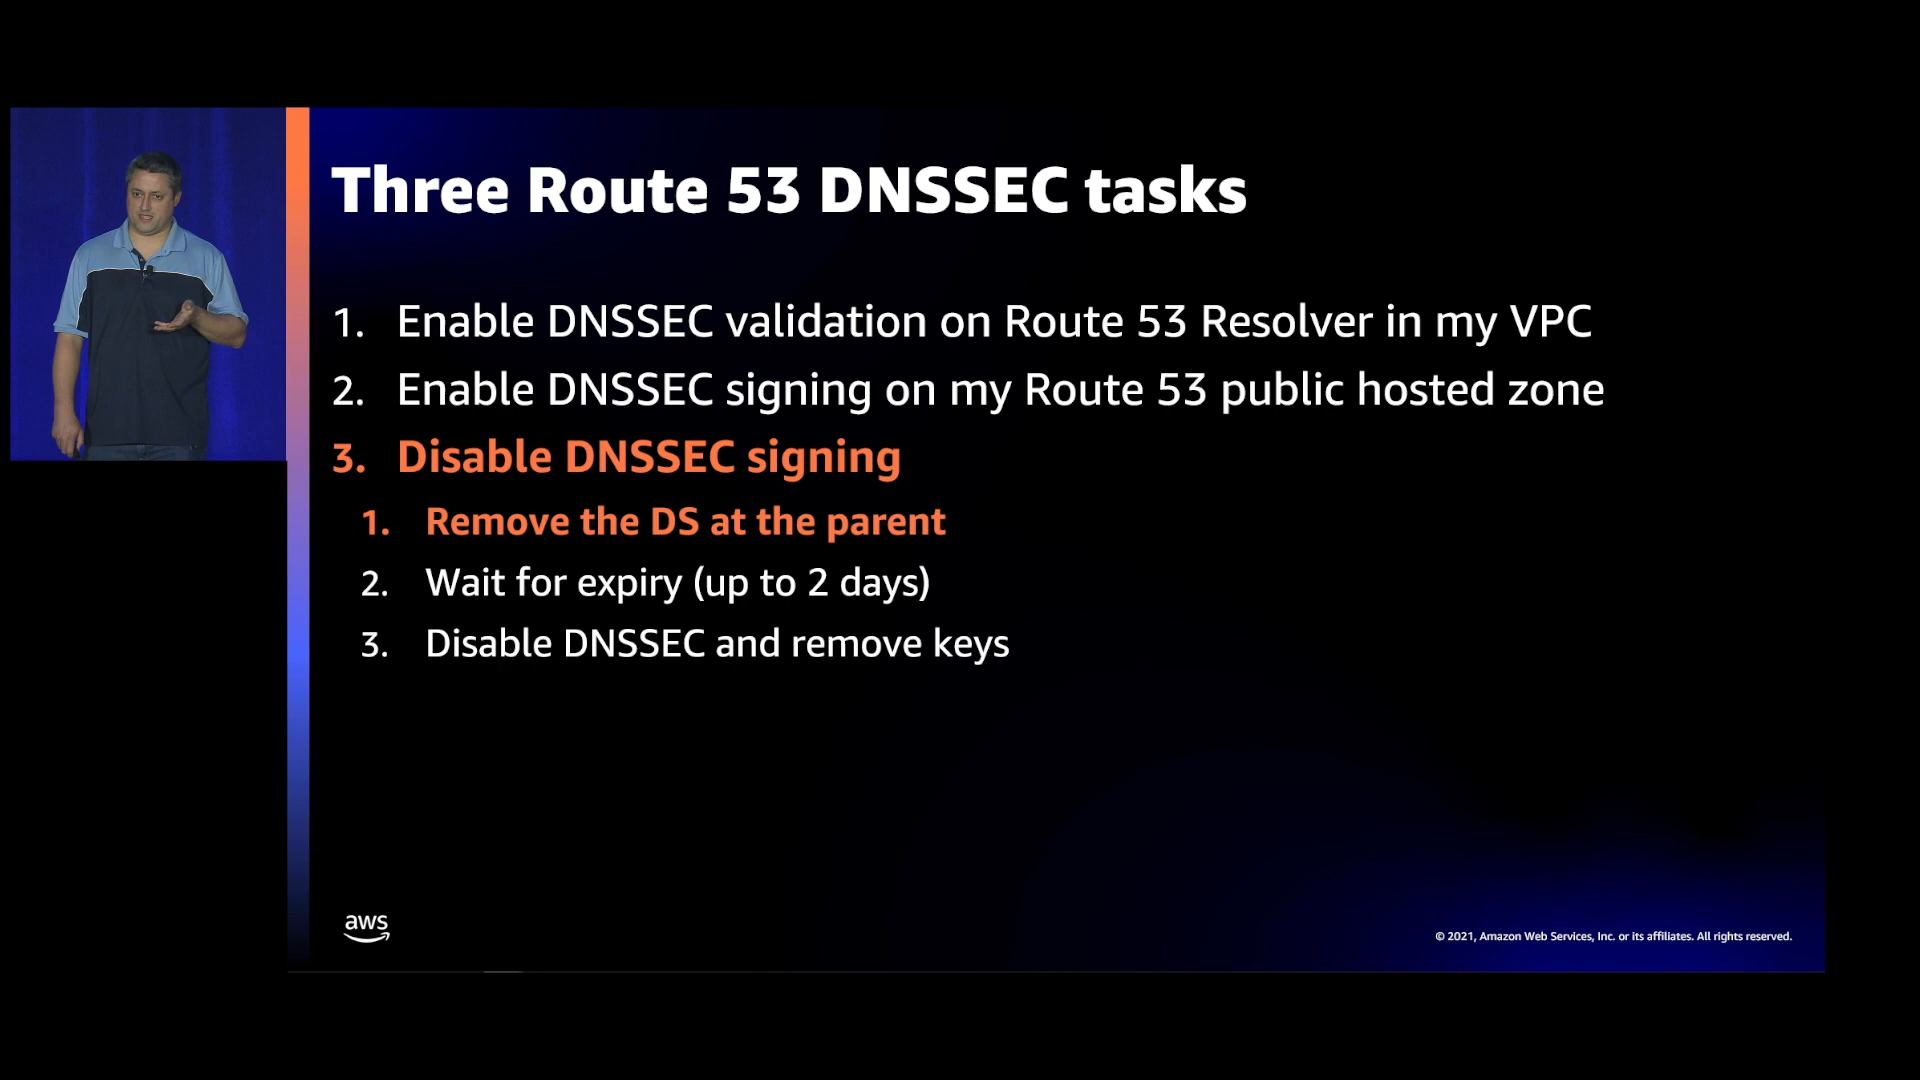 Three Route 53 DNSSEC tasks
1. Enable DNSSEC validation on Route 53 Resolver in my VPC
2. Enable DNSSEC signing on my Route 53 public hosted zone
3. Disable DNSSEC signing
1. Remove the DS at the parent
2. Wait for expiry (up to 2 days)
3. Disable DNSSEC and remove keys
aws
© 2021, Amazon Web Services, Inc. or its affiliates. All rights reserved.